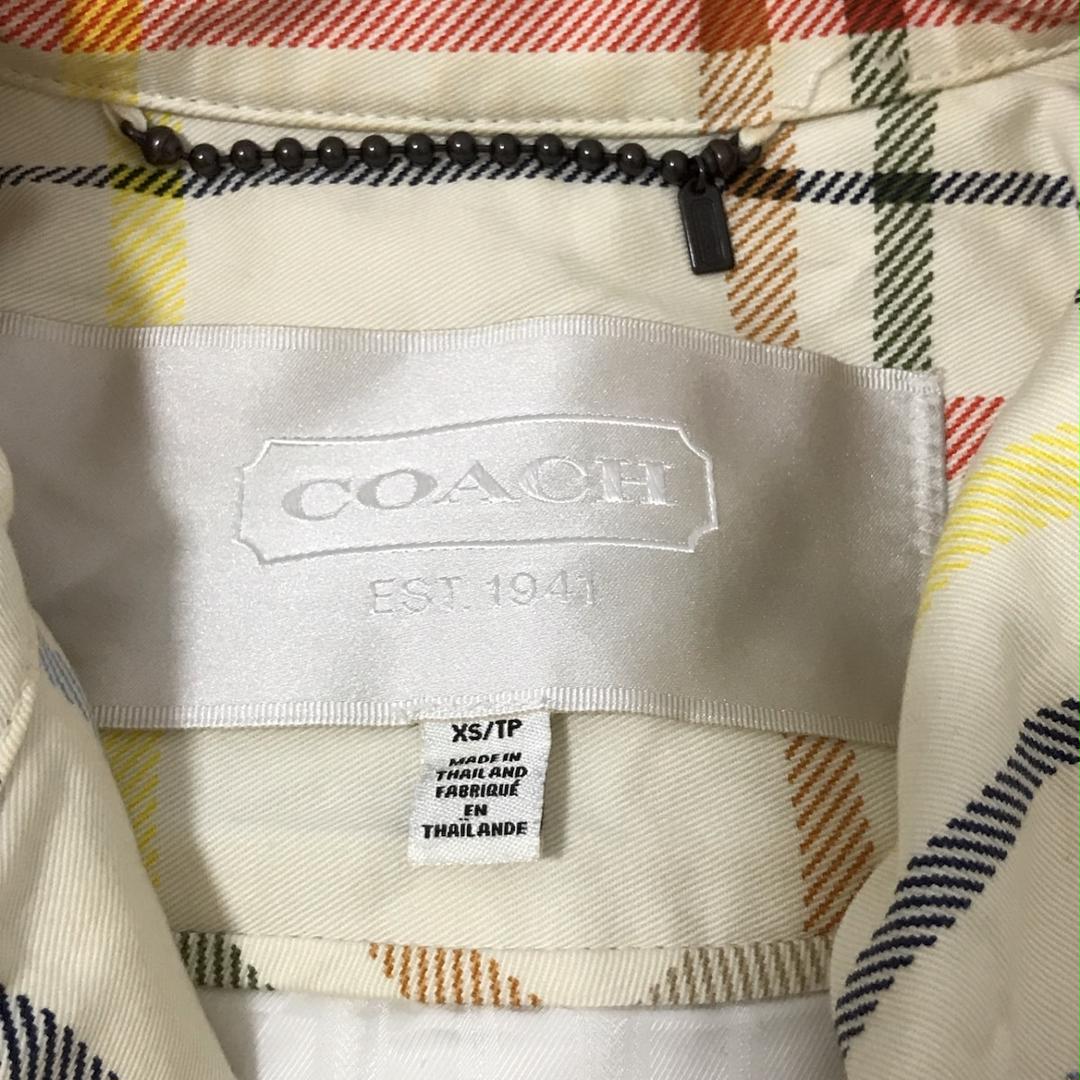 COACH
EST. 1941
XS/TP
MADE IN
THAILAND
FABRIQUÉ
EN
THAÏLANDE